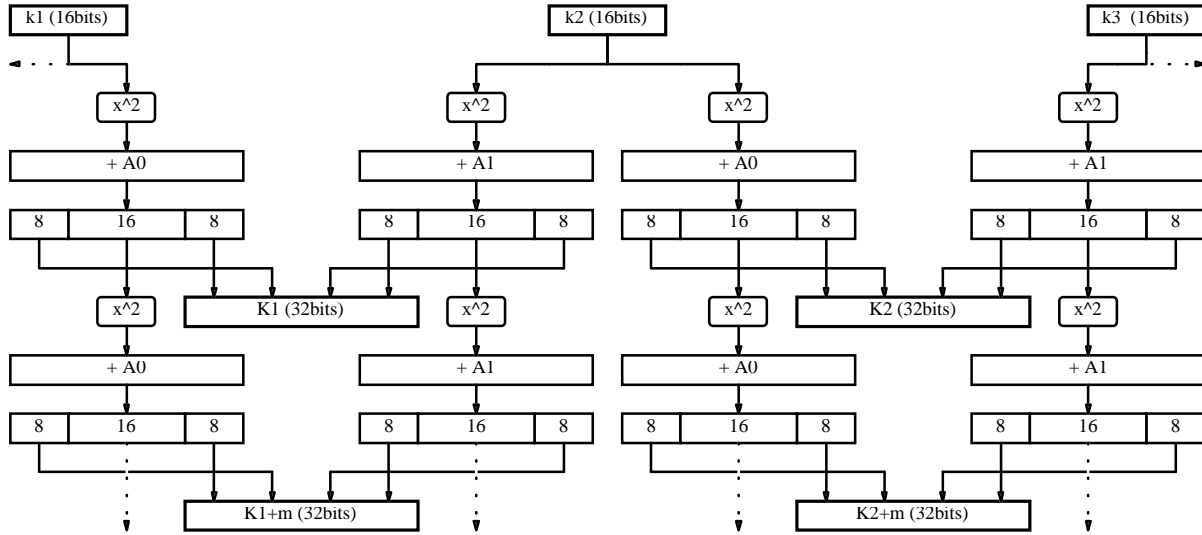 k1 (16bits) k2 (16bits) k3 (16bits)
x^2 x^2 x^2 x^2
+ A0 + A1 + A0 + A1
8 16 8 8 16 8 8 16 8 8 16 8
x^2 K1 (32bits) x^2 x^2 K2 (32bits) x^2
+ A0 + A1 + A0 + A1
8 16 8 8 16 8 8 16 8 8 16 8
K1+m (32bits) K2+m (32bits)